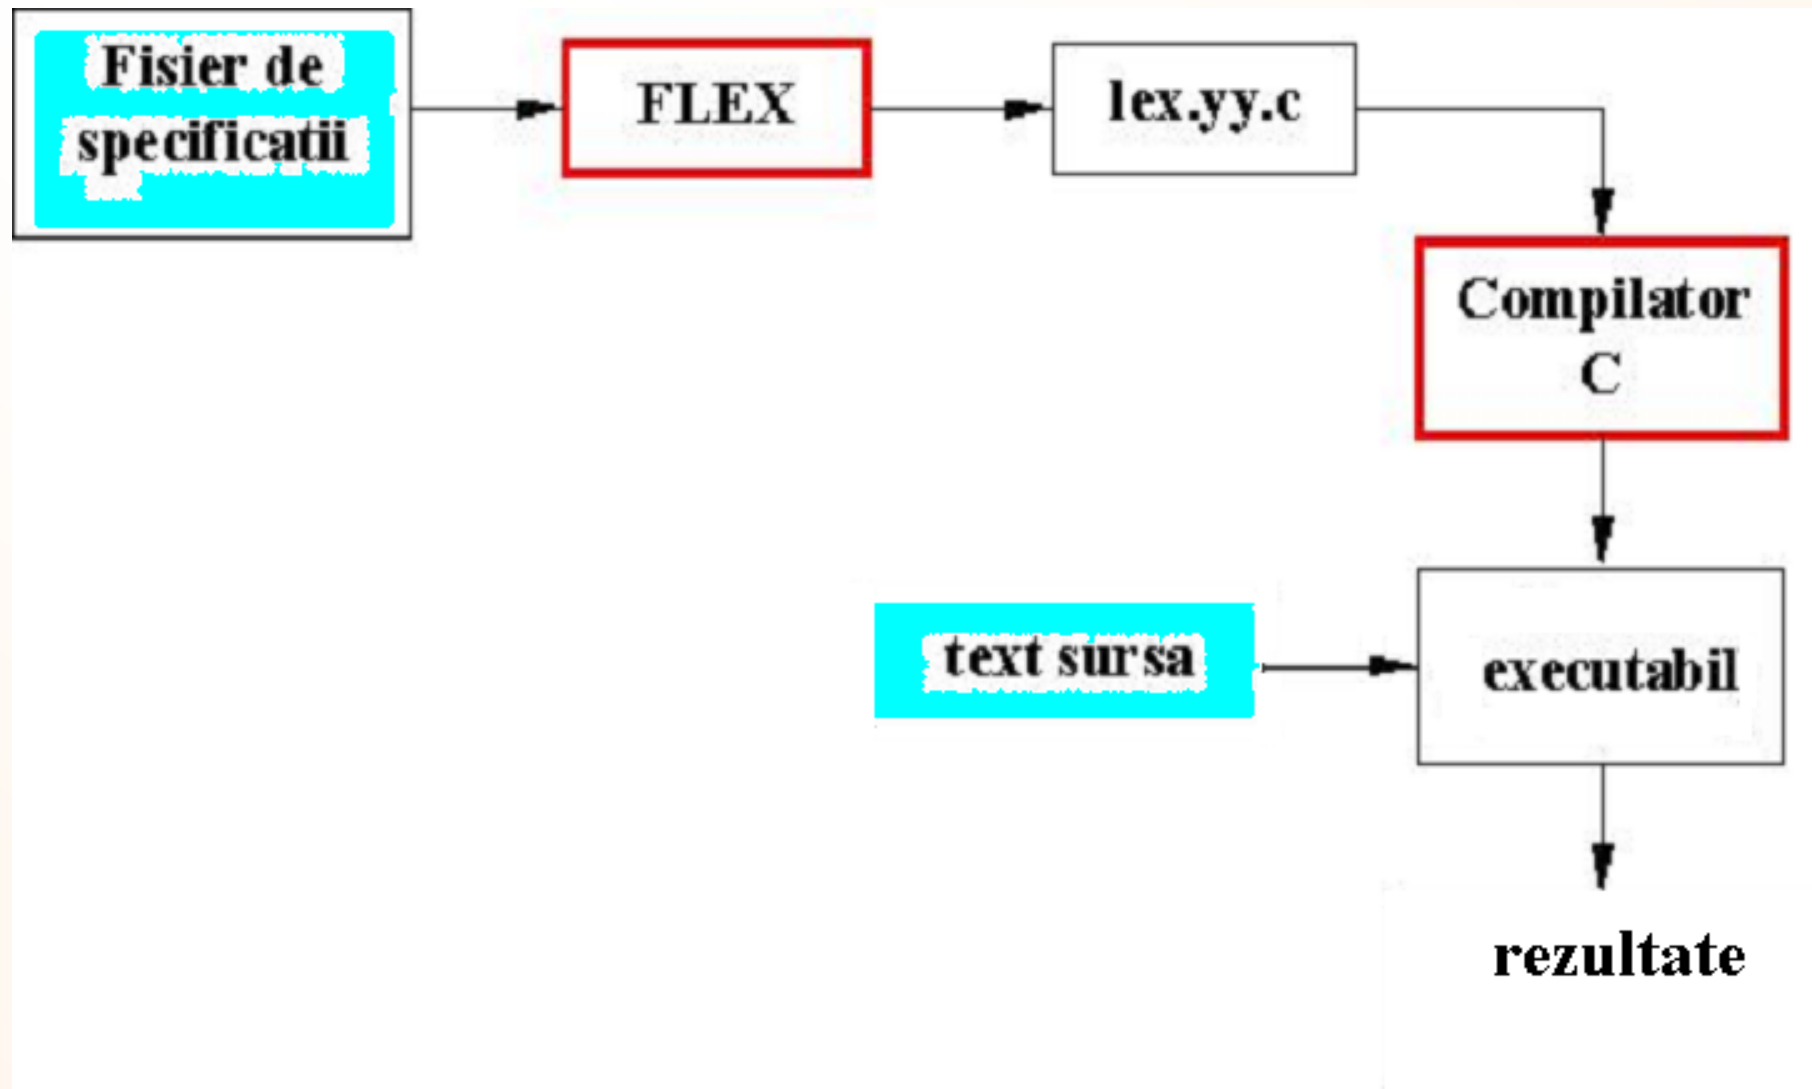 Fisier de
specificatii
FLEX
lex.yy.c
Compilator
C
text sursa
executabil
rezultate